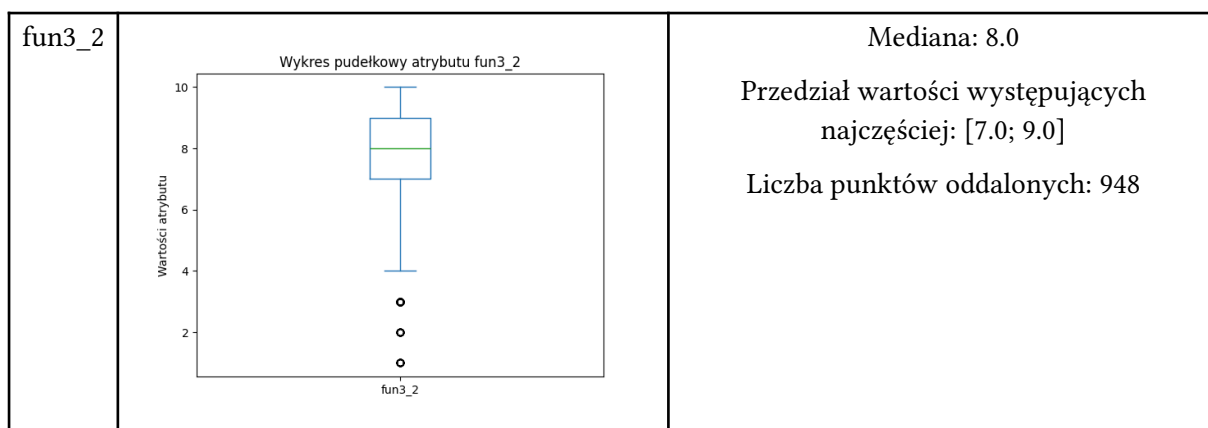 fun3_2
Wykres pudełkowy atrybutu fun3_2
Wartości atrybutu
10
8
6
4
2
fun3_2
Mediana: 8.0
Przedział wartości występujących
najczęściej: [7.0; 9.0]
Liczba punktów oddalonych: 948